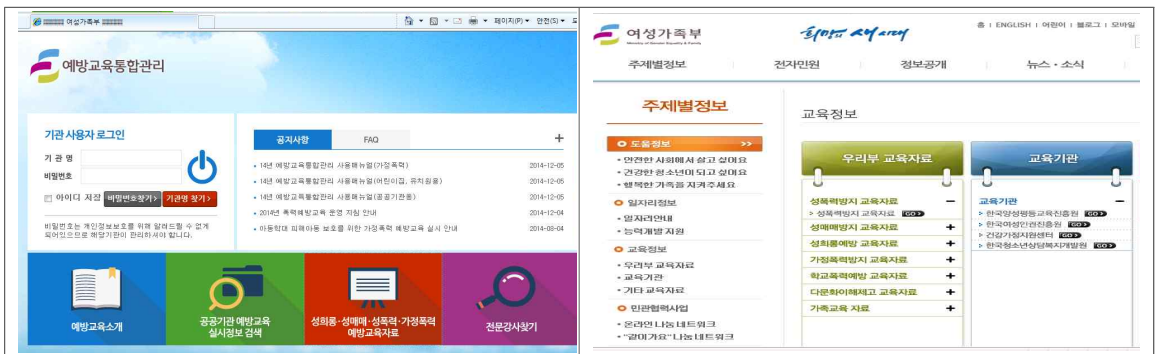 여성가족부
페이지(P)
안전(S)
예방교육통합관리
기관 사용자 로그인
기 관 명
비밀번호
아이디 저장 비밀번호찾기> 기관명 찾기>
비밀번호는 개인정보보호를 위해 알려드릴 수 없게
되어있으므로 해당기관이 관리하셔야 합니다.
공지사항 FAQ +
14년 예방교육통합관리 사용매뉴얼(가정폭력) 2014-12-05
14년 예방교육통합관리 사용매뉴얼(어린이집, 유치원용) 2014-12-05
14년 예방교육통합관리 사용매뉴얼(공공기관용) 2014-12-05
2014년 폭력예방교육 운영 지침 안내 2014-12-04
아동학대 피해아동 보호를 위한 가정폭력 예방교육 실시 안내 2014-08-04
예방교육소개
공공기관 예방교육
실시정보 검색
성희롱·성매매·성폭력·가정폭력
예방교육자료
전문강사찾기
여성가족부
Ministry of Gender Equality & Family
희망의 새 시대
홈 | ENGLISH | 어린이 | 블로그 | 모바일
주제별정보 전자민원 정보공개 뉴스·소식
주제별정보
도움정보 >>
안전한 사회에서 살고 싶어요
건강한 청소년이 되고 싶어요
행복한 가족을 지켜주세요
일자리정보
일자리안내
능력개발지원
교육정보
우리부 교육자료
교육기관
기타 교육자료
민관협력사업
온라인 나눔 네트워크
"같이가요" 나눔 네트워크
교육정보
우리부 교육자료
성폭력방지 교육자료 −
> 성폭력방지 교육자료 GO
성매매방지 교육자료 +
성희롱예방 교육자료 +
가정폭력방지 교육자료 +
학교폭력예방 교육자료 +
다문화이해제고 교육자료 +
가족교육 자료 +
교육기관
교육기관 −
> 한국양성평등교육진흥원 GO
> 한국여성인권진흥원 GO
> 건강가정지원센터 GO
> 한국청소년상담복지개발원 GO